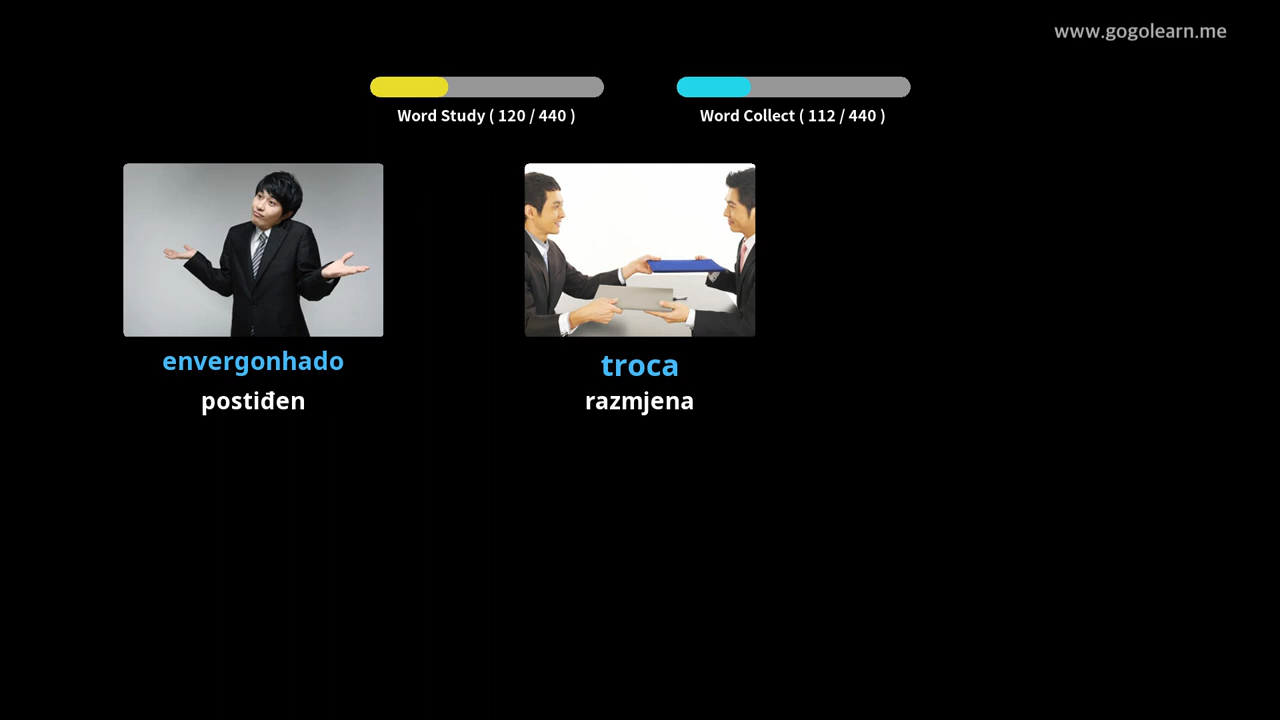 www.gogolearn.me
Word Study ( 120 / 440 )
Word Collect ( 112 / 440 )
envergonhado
postiđen
troca
razmjena